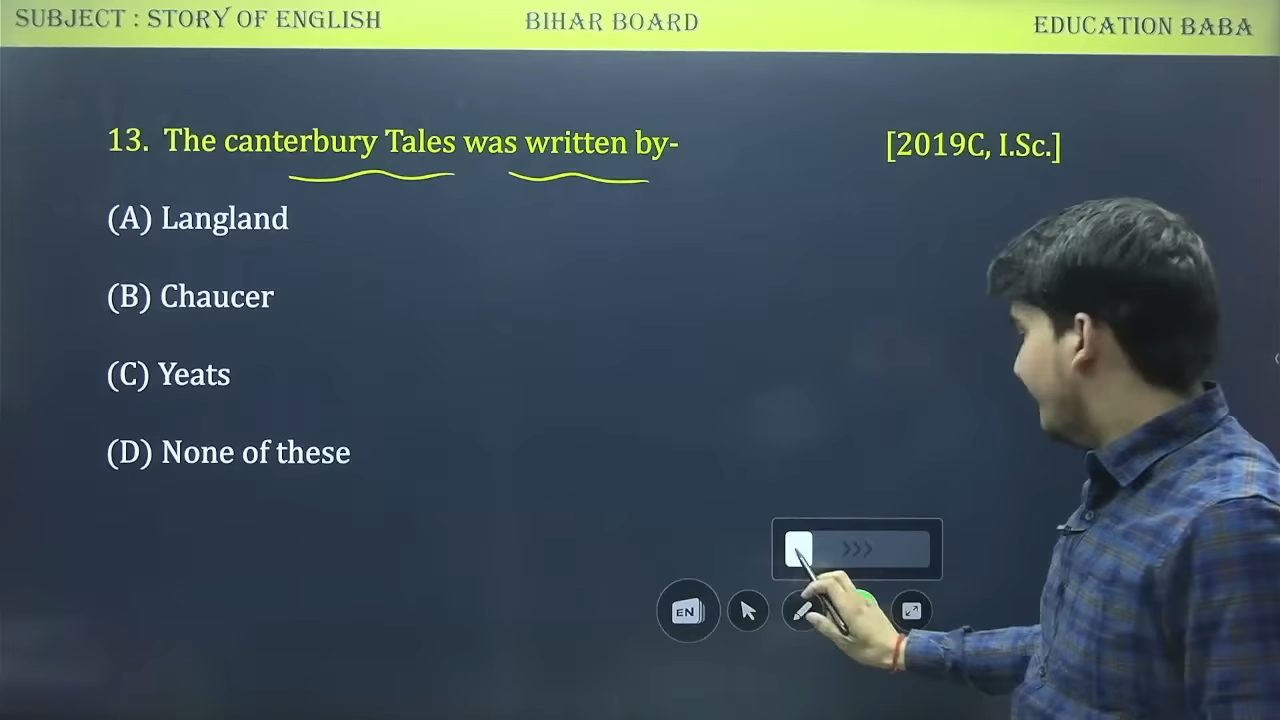 SUBJECT : STORY OF ENGLISH BIHAR BOARD EDUCATION BABA
13. The canterbury Tales was written by- [2019C, I.Sc.]
(A) Langland
(B) Chaucer
(C) Yeats
(D) None of these
EN